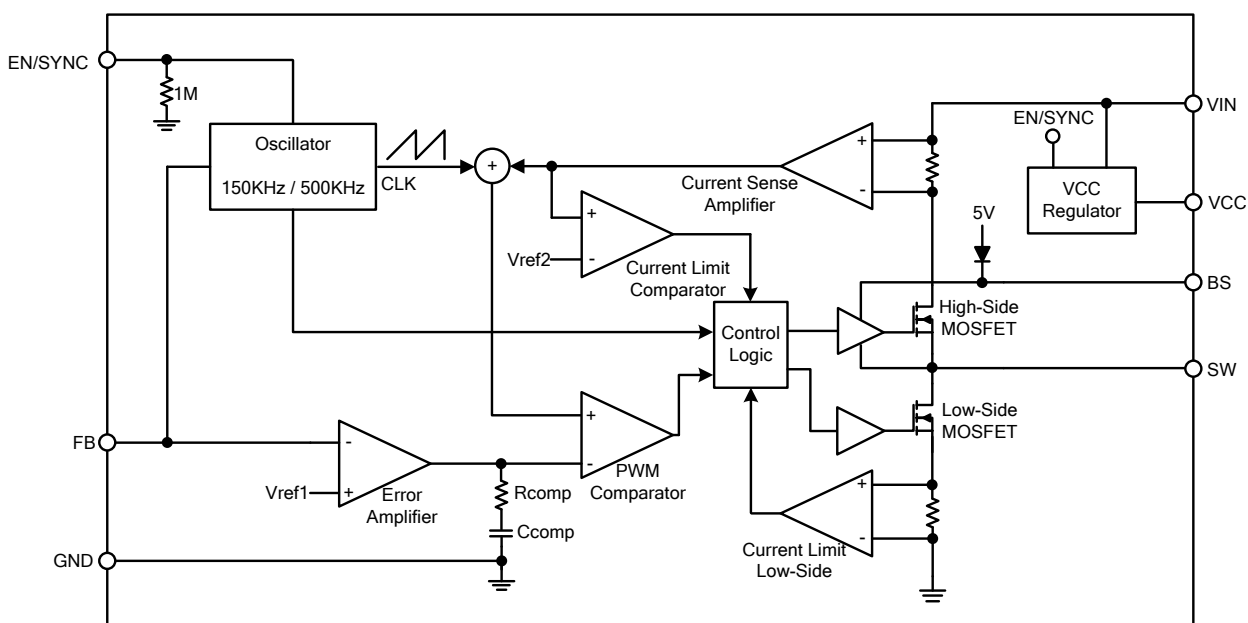 EN/SYNC
1M
Oscillator
150KHz / 500KHz
CLK
+
+
-
Current Sense
Amplifier
EN/SYNC
VIN
VCC
Regulator
VCC
+
-
Vref2
Current Limit
Comparator
5V
BS
High-Side
MOSFET
Control
Logic
SW
Low-Side
MOSFET
+
-
PWM
Comparator
FB
-
+
Vref1
Error
Amplifier
Rcomp
Ccomp
+
-
Current Limit
Low-Side
GND